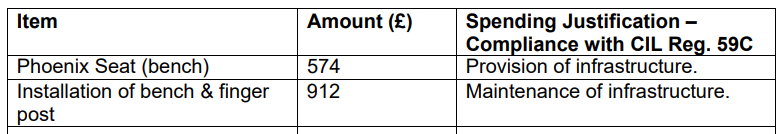 Item Amount (£) Spending Justification –
Compliance with CIL Reg. 59C
Phoenix Seat (bench) 574 Provision of infrastructure.
Installation of bench & finger 912 Maintenance of infrastructure.
post